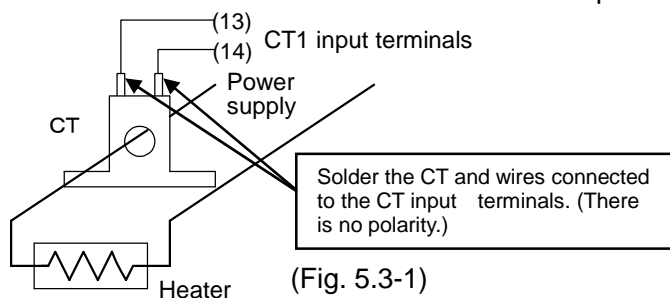 (13)
CT1 input terminals
(14)
Power
supply
CT
Solder the CT and wires connected
to the CT input terminals. (There
is no polarity.)
(Fig. 5.3-1)
Heater